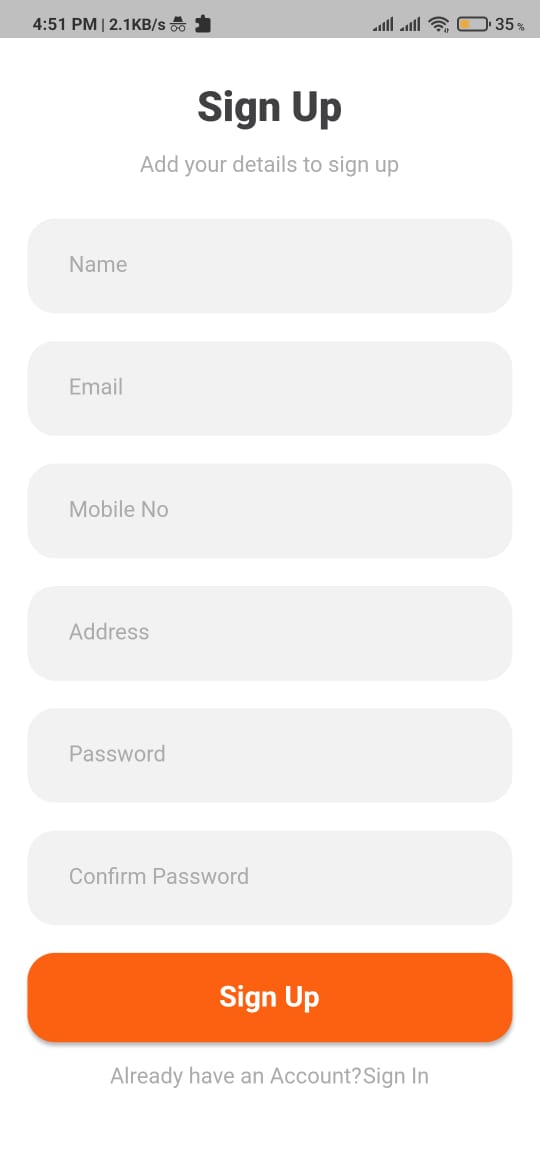 4:51 PM | 2.1KB/s 35 %
Sign Up
Add your details to sign up
Name
Email
Mobile No
Address
Password
Confirm Password
Sign Up
Already have an Account?Sign In